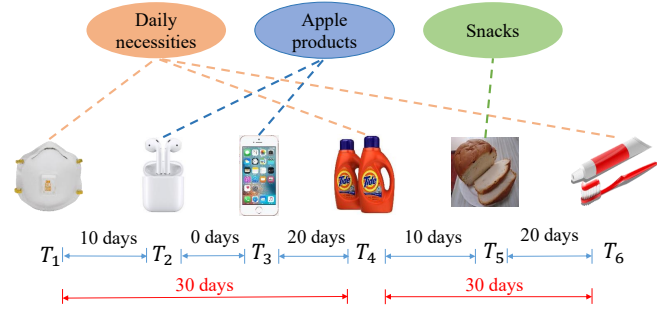 Daily
necessities
Apple
products
Snacks
Tide
Tide
10 days
0 days
20 days
10 days
20 days
T1
T2
T3
T4
T5
T6
30 days
30 days